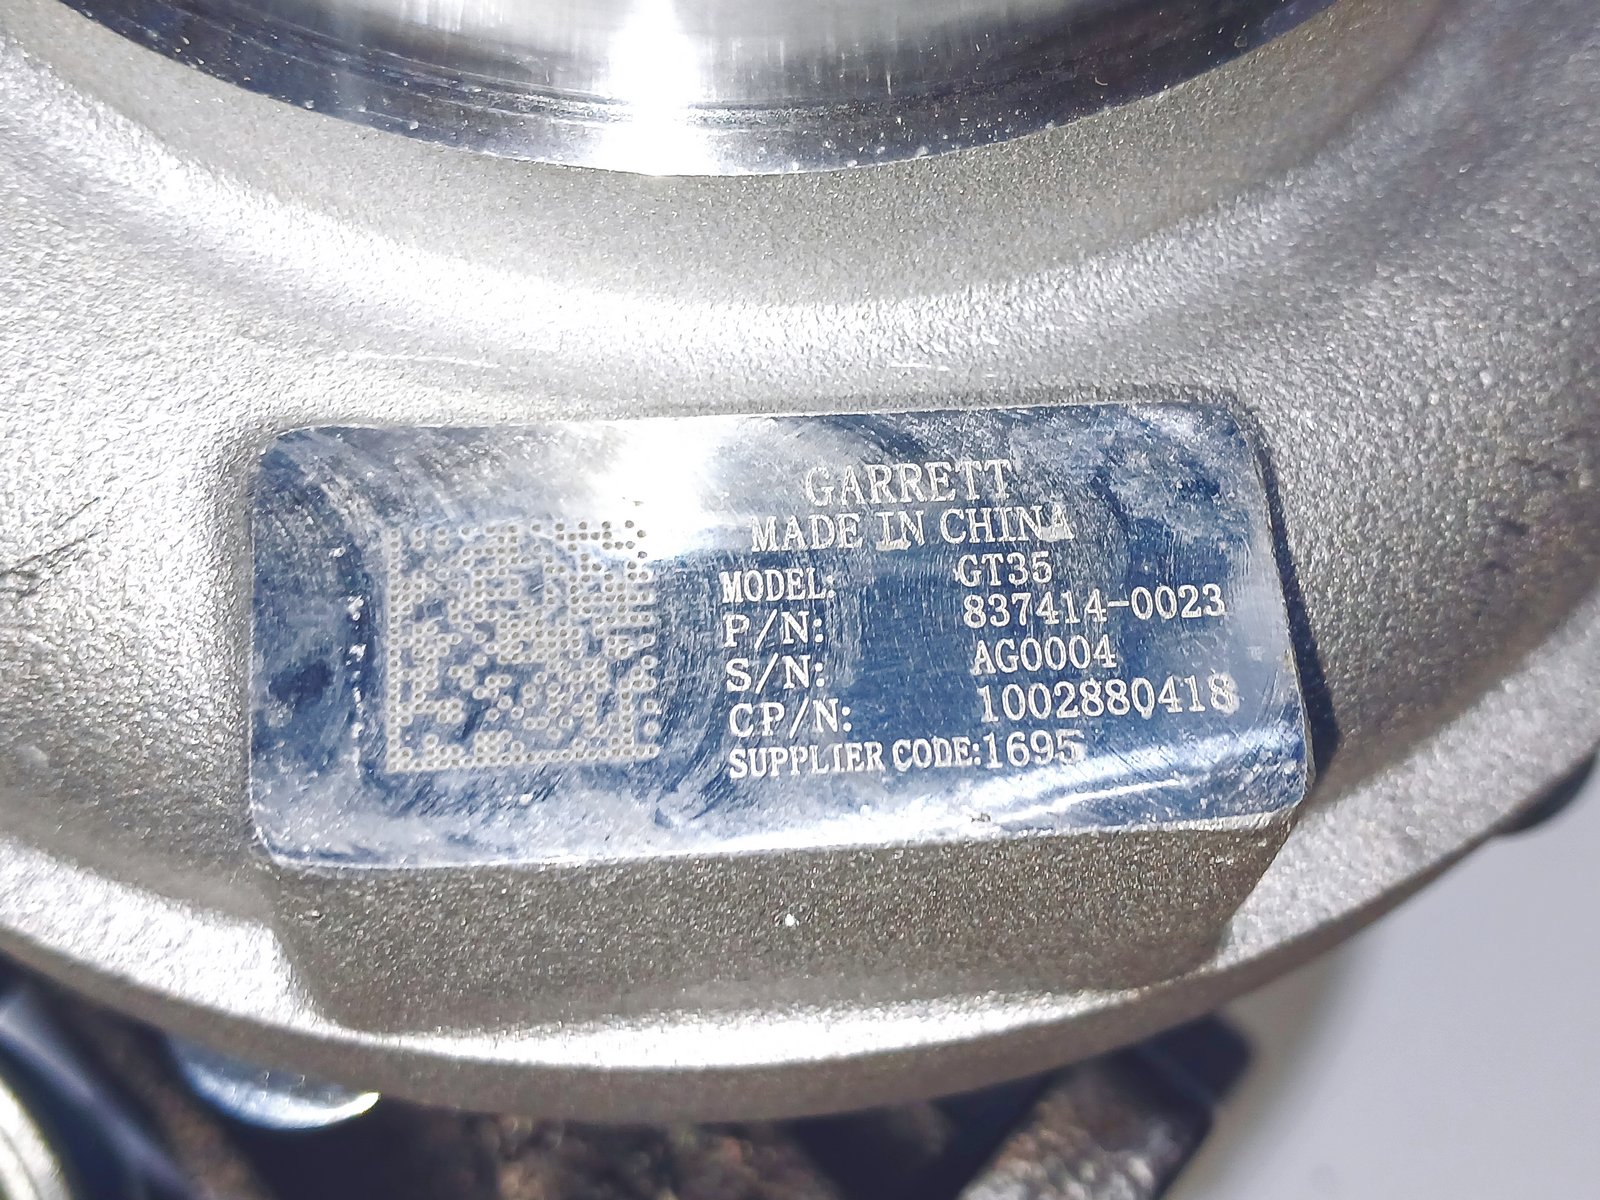 GARRETT
MADE IN CHINA
MODEL: GT35
P/N: 837414-0023
S/N: AG0004
CP/N: 1002880418
SUPPLIER CODE:1695